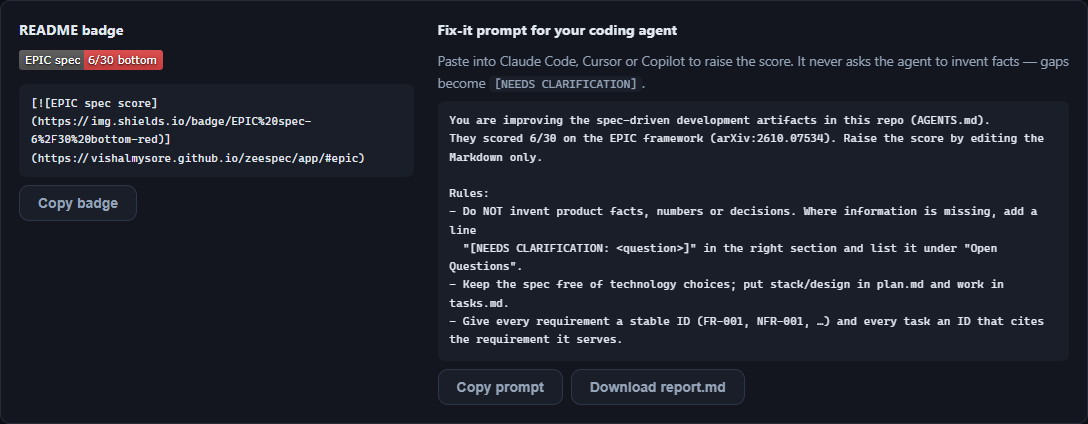 README badge
EPIC spec 6/30 bottom
[![EPIC spec score]
(https://img.shields.io/badge/EPIC%20spec-
6%2F30%20bottom-red)]
(https://vishalmysore.github.io/zeespec/app/#epic)
Copy badge
Fix-it prompt for your coding agent
Paste into Claude Code, Cursor or Copilot to raise the score. It never asks the agent to invent facts — gaps
become [NEEDS CLARIFICATION].
You are improving the spec-driven development artifacts in this repo (AGENTS.md).
They scored 6/30 on the EPIC framework (arXiv:2610.07534). Raise the score by editing the
Markdown only.
Rules:
- Do NOT invent product facts, numbers or decisions. Where information is missing, add a
line
"[NEEDS CLARIFICATION: <question>]" in the right section and list it under "Open
Questions".
- Keep the spec free of technology choices; put stack/design in plan.md and work in
tasks.md.
- Give every requirement a stable ID (FR-001, NFR-001, …) and every task an ID that cites
the requirement it serves.
Copy prompt
Download report.md